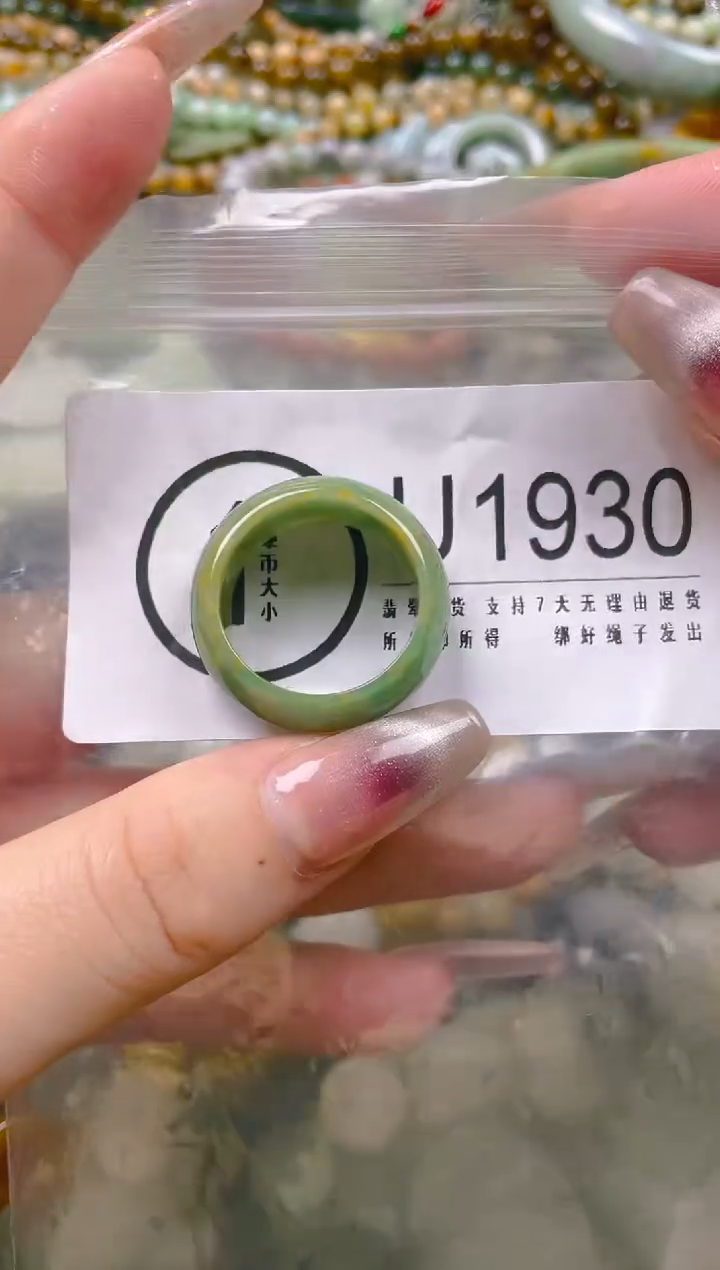 U1930
币大小
翡翠 货 支持7天无理由退货
所 所得 绑好绳子发出